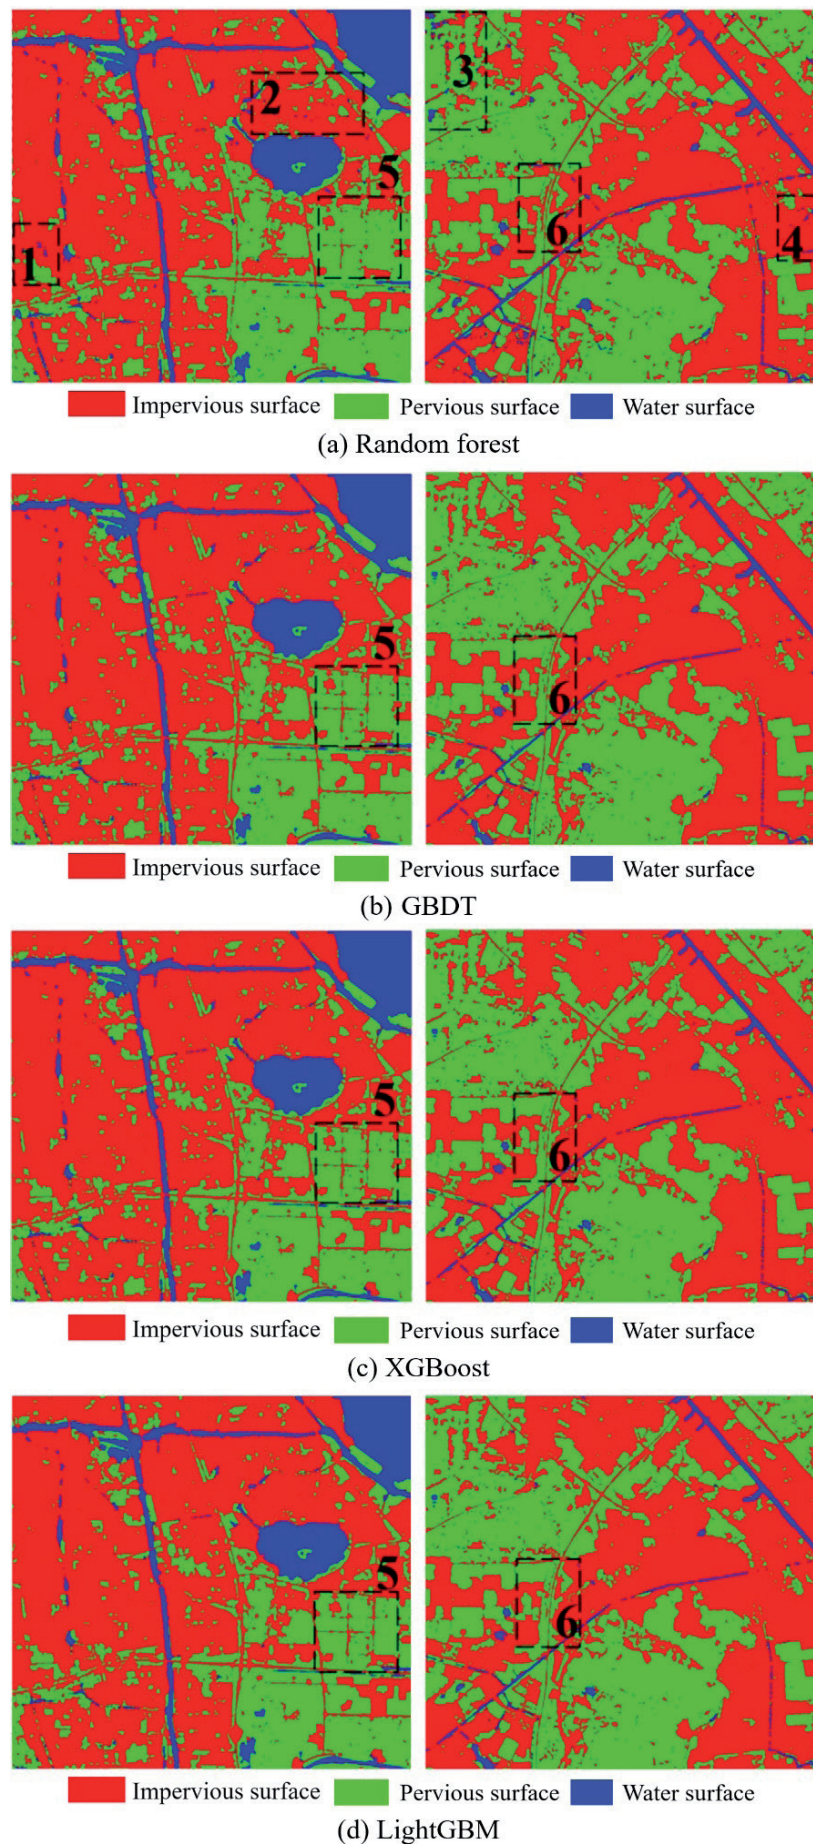 2
3
5
1
6
4
Impervious surface Pervious surface Water surface
(a) Random forest
5
6
Impervious surface Pervious surface Water surface
(b) GBDT
5
6
Impervious surface Pervious surface Water surface
(c) XGBoost
5
6
Impervious surface Pervious surface Water surface
(d) LightGBM